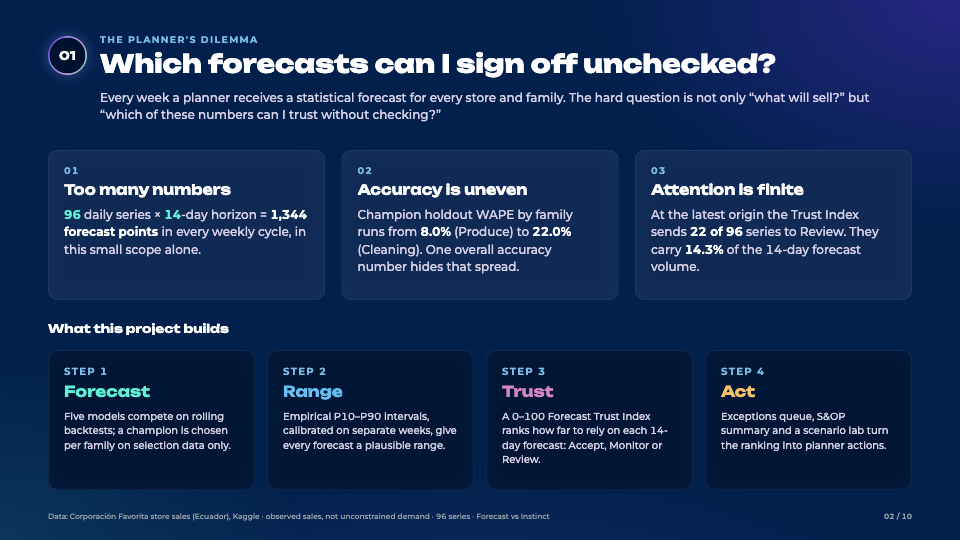 01
THE PLANNER'S DILEMMA
Which forecasts can I sign off unchecked?
Every week a planner receives a statistical forecast for every store and family. The hard question is not only “what will sell?” but
“which of these numbers can I trust without checking?”
01
Too many numbers
96 daily series × 14-day horizon = 1,344
forecast points in every weekly cycle, in
this small scope alone.
02
Accuracy is uneven
Champion holdout WAPE by family
runs from 8.0% (Produce) to 22.0%
(Cleaning). One overall accuracy
number hides that spread.
03
Attention is finite
At the latest origin the Trust Index
sends 22 of 96 series to Review. They
carry 14.3% of the 14-day forecast
volume.
What this project builds
STEP 1
Forecast
Five models compete on rolling
backtests; a champion is chosen
per family on selection data only.
STEP 2
Range
Empirical P10–P90 intervals,
calibrated on separate weeks, give
every forecast a plausible range.
STEP 3
Trust
A 0–100 Forecast Trust Index
ranks how far to rely on each 14-
day forecast: Accept, Monitor or
Review.
STEP 4
Act
Exceptions queue, S&OP
summary and a scenario lab turn
the ranking into planner actions.
Data: Corporación Favorita store sales (Ecuador), Kaggle · observed sales, not unconstrained demand · 96 series · Forecast vs Instinct
02 / 10